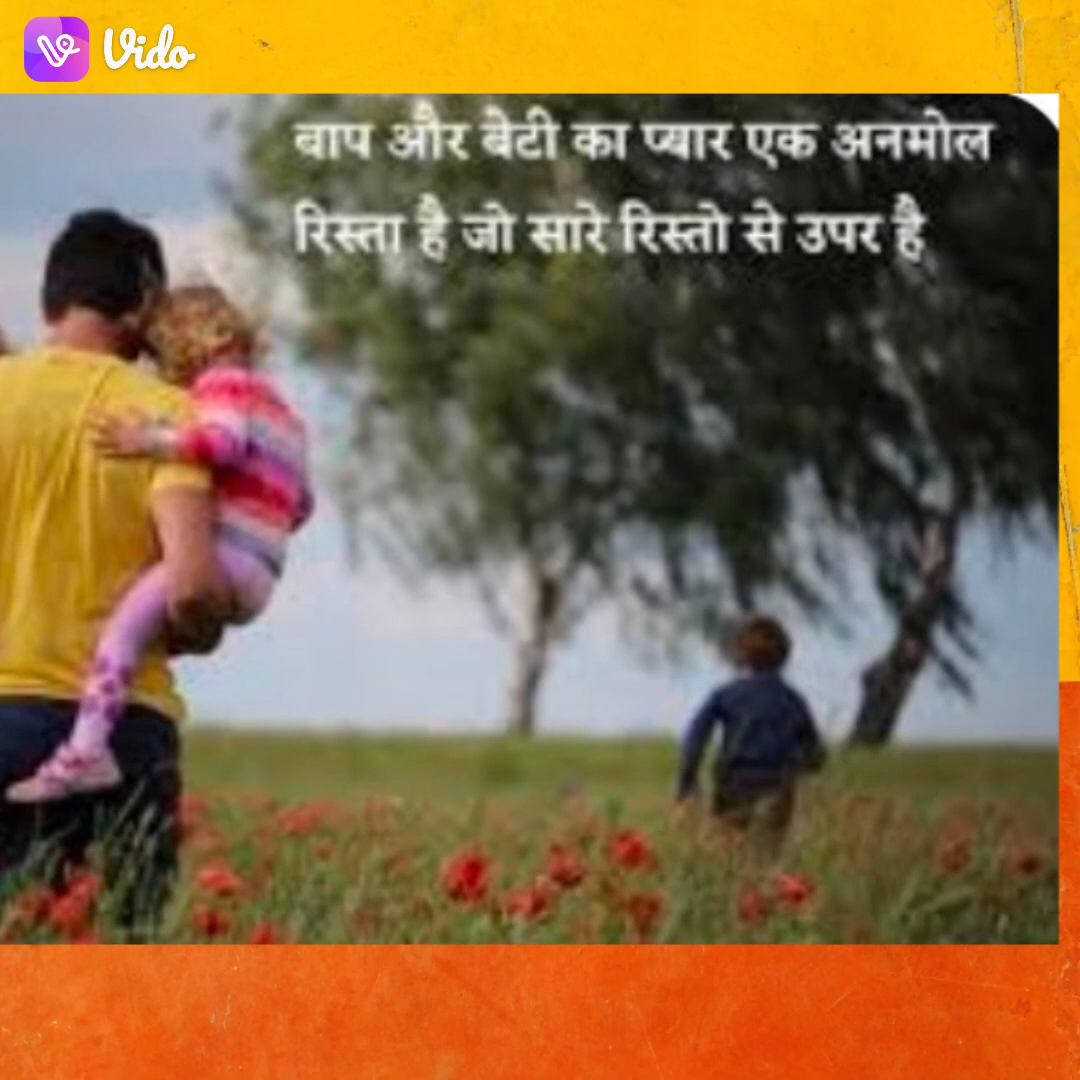 Vido
बाप और बेटी का प्यार एक अनमोल
रिस्ता है जो सारे रिस्तो से उपर है